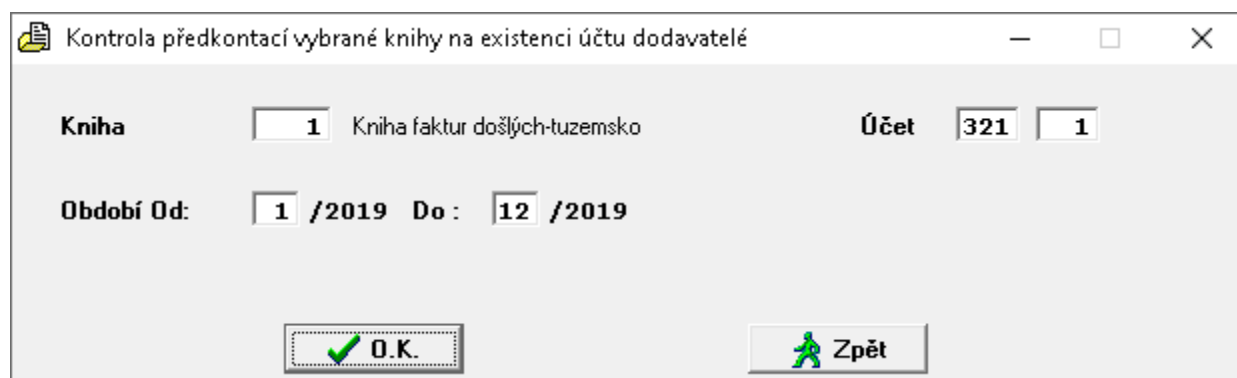 Kontrola předkontací vybrané knihy na existenci účtu dodavatelé
Kniha 1 Kniha faktur došlých-tuzemsko Účet 321 1
Období Od: 1 /2019 Do : 12 /2019
O.K. Zpět